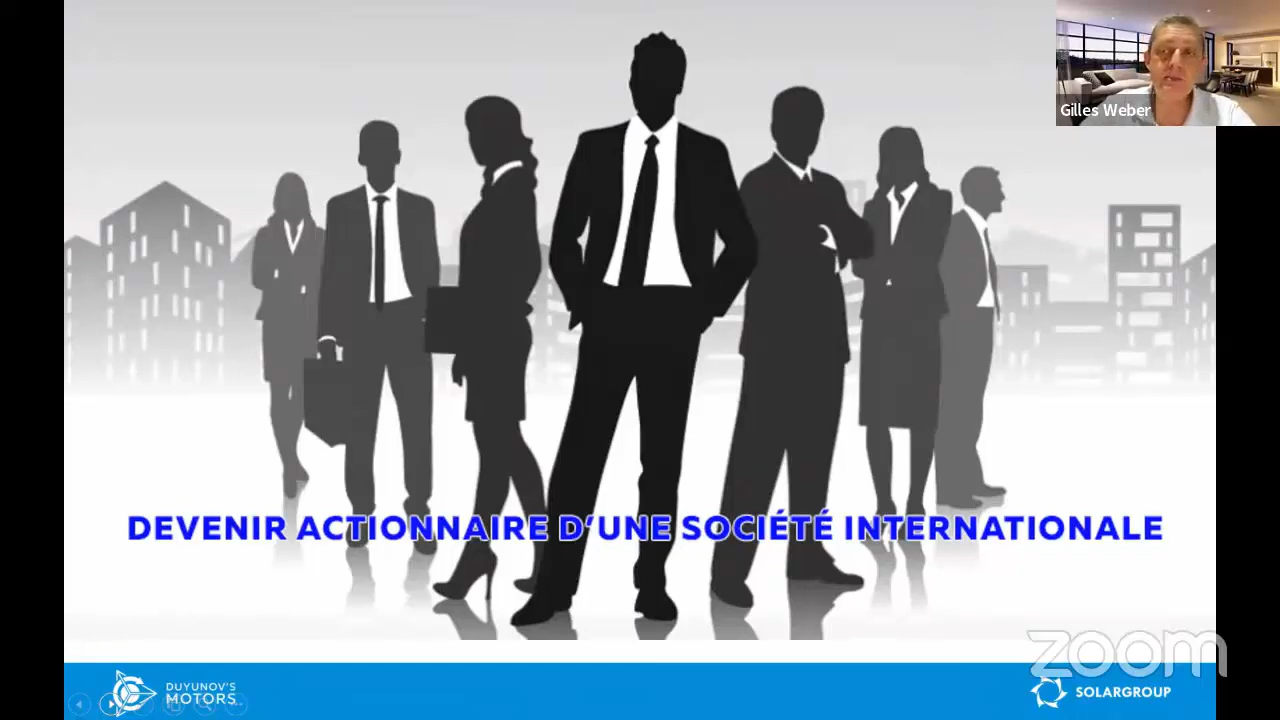 Gilles Weber
DEVENIR ACTIONNAIRE D'UNE SOCIÉTÉ INTERNATIONALE
zoom
DUYUNOV'S
MOTORS
SOLARGROUP